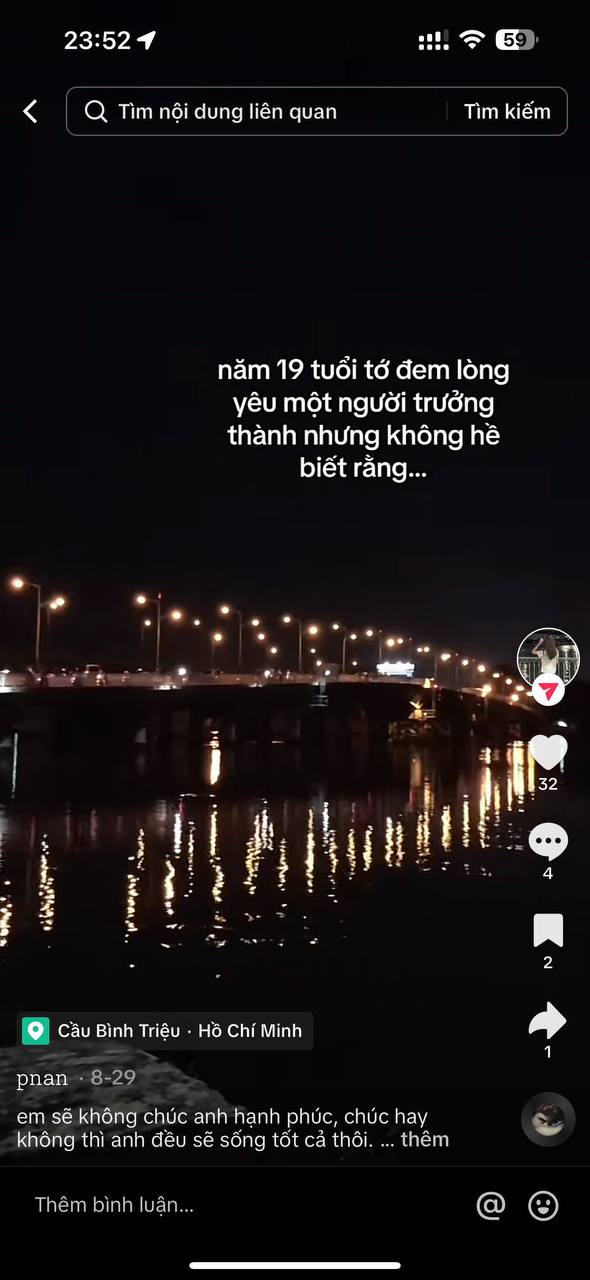 23:52
59
Tìm nội dung liên quan
Tìm kiếm
năm 19 tuổi tớ đem lòng
yêu một người trưởng
thành nhưng không hề
biết rằng...
32
4
2
1
Cầu Bình Triệu · Hồ Chí Minh
pnan · 8-29
em sẽ không chúc anh hạnh phúc, chúc hay
không thì anh đều sẽ sống tốt cả thôi. ... thêm
Thêm bình luận...
@